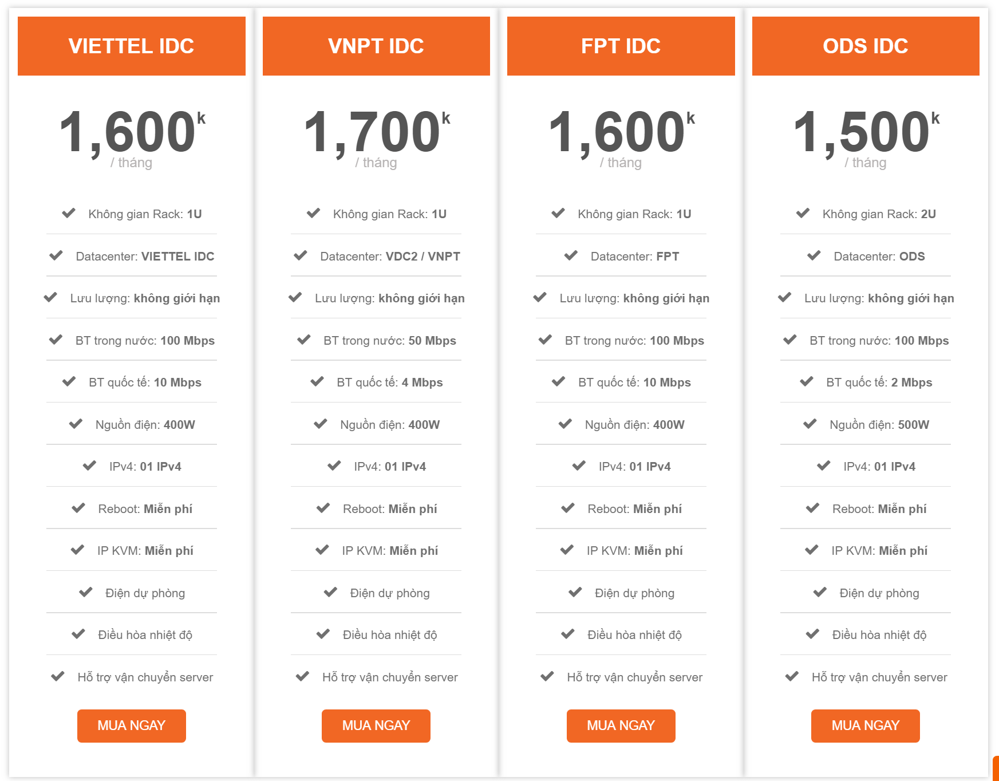 VIETTEL IDC
1,600k
/ tháng
Không gian Rack: 1U
Datacenter: VIETTEL IDC
Lưu lượng: không giới hạn
BT trong nước: 100 Mbps
BT quốc tế: 10 Mbps
Nguồn điện: 400W
IPv4: 01 IPv4
Reboot: Miễn phí
IP KVM: Miễn phí
Điện dự phòng
Điều hòa nhiệt độ
Hỗ trợ vận chuyển server
MUA NGAY
VNPT IDC
1,700k
/ tháng
Không gian Rack: 1U
Datacenter: VDC2 / VNPT
Lưu lượng: không giới hạn
BT trong nước: 50 Mbps
BT quốc tế: 4 Mbps
Nguồn điện: 400W
IPv4: 01 IPv4
Reboot: Miễn phí
IP KVM: Miễn phí
Điện dự phòng
Điều hòa nhiệt độ
Hỗ trợ vận chuyển server
MUA NGAY
FPT IDC
1,600k
/ tháng
Không gian Rack: 1U
Datacenter: FPT
Lưu lượng: không giới hạn
BT trong nước: 100 Mbps
BT quốc tế: 10 Mbps
Nguồn điện: 400W
IPv4: 01 IPv4
Reboot: Miễn phí
IP KVM: Miễn phí
Điện dự phòng
Điều hòa nhiệt độ
Hỗ trợ vận chuyển server
MUA NGAY
ODS IDC
1,500k
/ tháng
Không gian Rack: 2U
Datacenter: ODS
Lưu lượng: không giới hạn
BT trong nước: 100 Mbps
BT quốc tế: 2 Mbps
Nguồn điện: 500W
IPv4: 01 IPv4
Reboot: Miễn phí
IP KVM: Miễn phí
Điện dự phòng
Điều hòa nhiệt độ
Hỗ trợ vận chuyển server
MUA NGAY